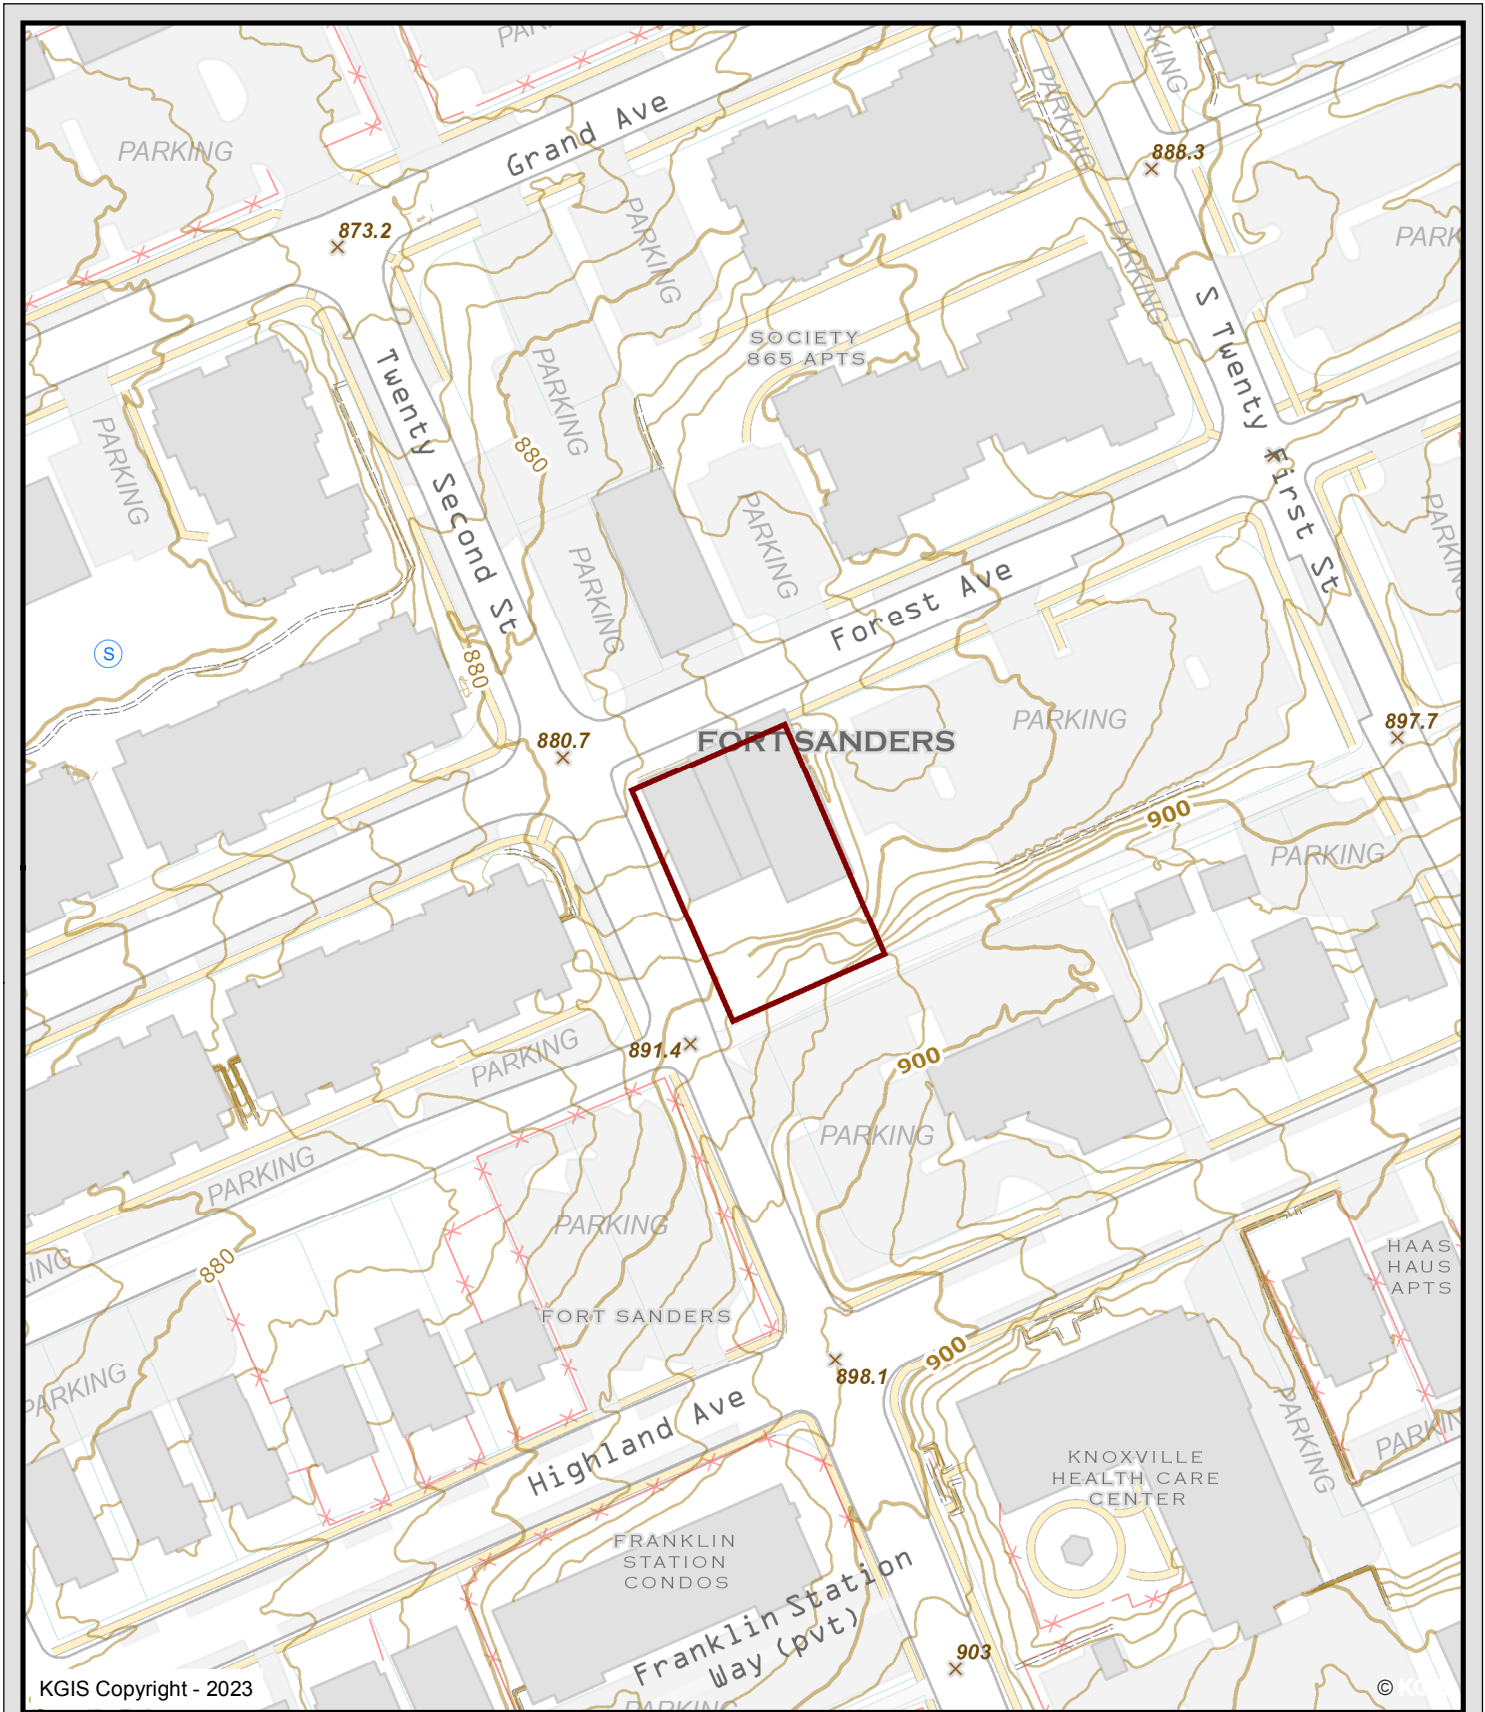 PARKING
Grand Ave
PARKING
PARKING
888.3
873.2
PARKING
PARKING
S Twenty First St
SOCIETY
865 APTS
Twenty Second St
PARKING
PARKING
880
PARKING
PARKING
PARKING
Forest Ave
S
880
PARKING
897.7
880.7
FORT SANDERS
900
PARKING
891.4
PARKING
900
PARKING
PARKING
PARKING
880
HAAS
HAUS
APTS
FORT SANDERS
900
898.1
PARKING
PARKING
Highland Ave
KNOXVILLE
HEALTH CARE
CENTER
FRANKLIN
STATION
CONDOS
Franklin Station
Way (pvt)
903
KGIS Copyright - 2023
©